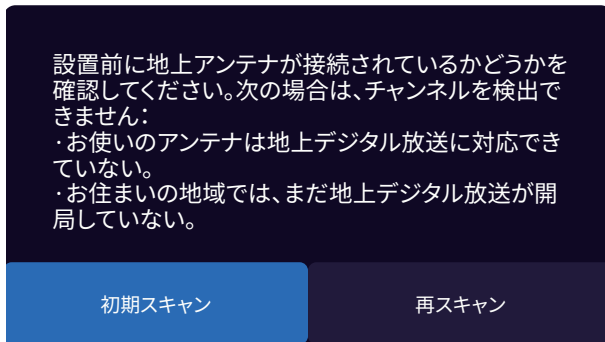 設置前に地上アンテナが接続されているかどうかを
確認してください。次の場合は、チャンネルを検出で
きません：
·お使いのアンテナは地上デジタル放送に対応でき
ていない。
·お住まいの地域では、まだ地上デジタル放送が開
局していない。
初期スキャン
再スキャン